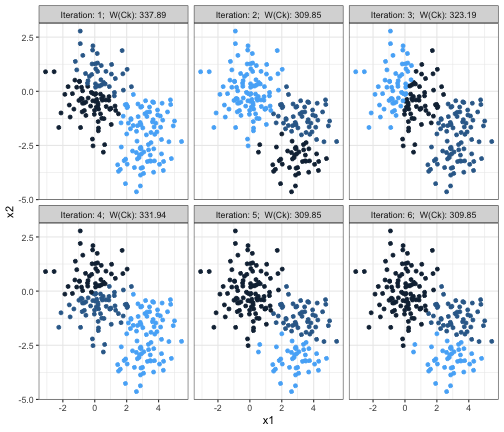 Iteration: 1; W(Ck): 337.89
Iteration: 2; W(Ck): 309.85
Iteration: 3; W(Ck): 323.19
2.5
0.0
-2.5
-5.0
Iteration: 4; W(Ck): 331.94
Iteration: 5; W(Ck): 309.85
Iteration: 6; W(Ck): 309.85
2.5
0.0
-2.5
-5.0
x2
-2 0 2 4
-2 0 2 4
-2 0 2 4
x1